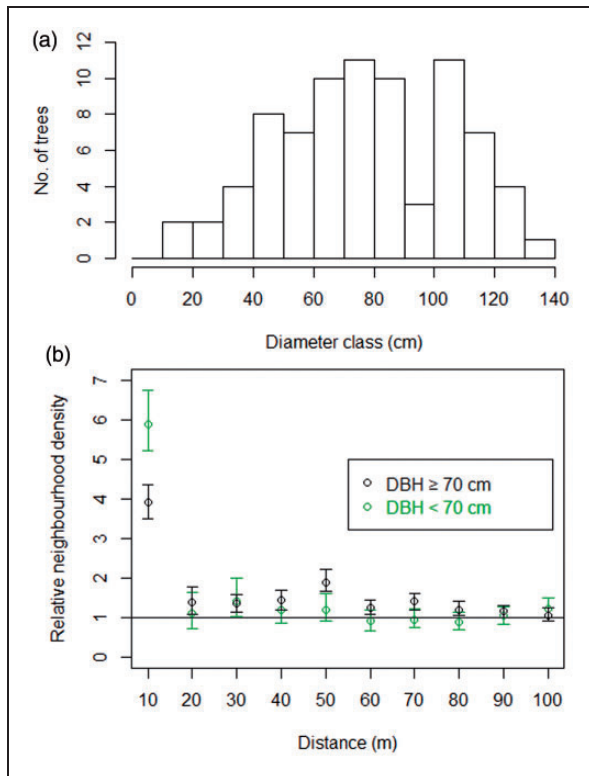 (a)
No. of trees
12
10
8
6
4
2
0
0 20 40 60 80 100 120 140
Diameter class (cm)
(b)
Relative neighbourhood density
7
6
5
4
3
2
1
0
DBH ≥ 70 cm
DBH < 70 cm
10 20 30 40 50 60 70 80 90 100
Distance (m)